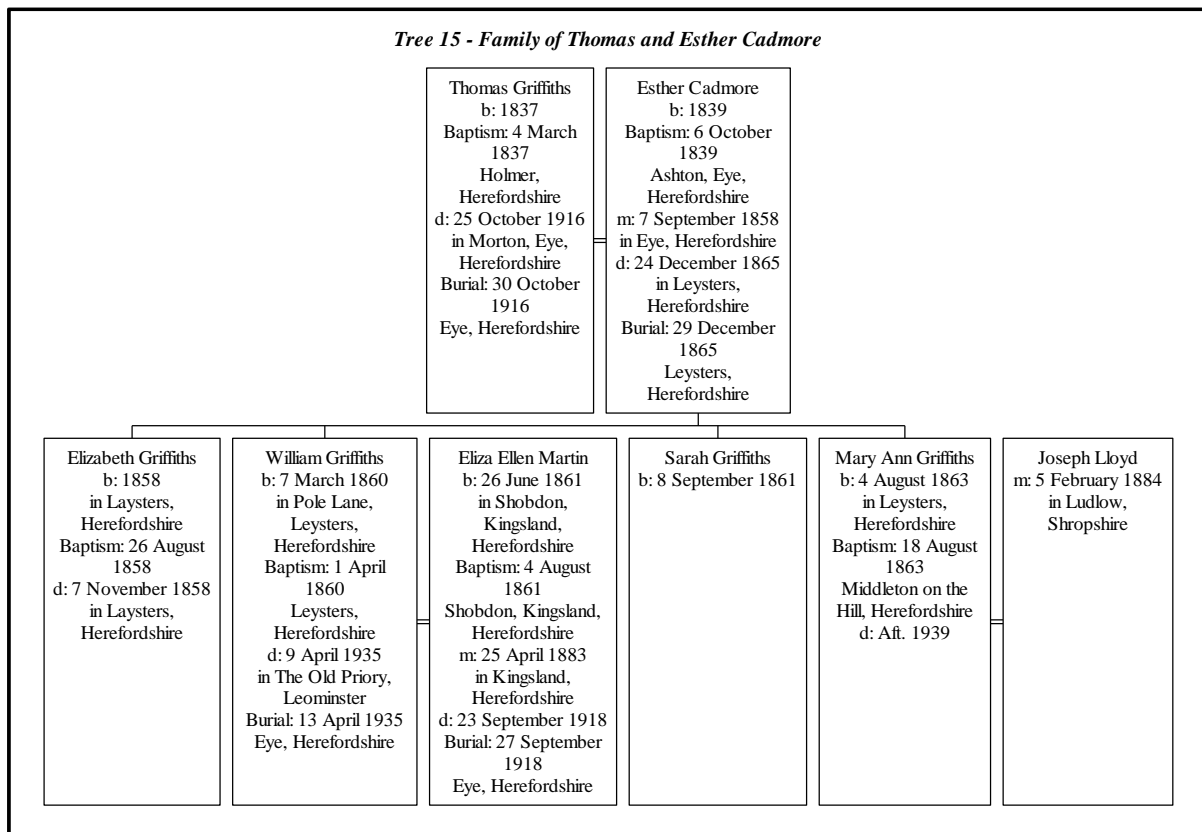 Tree 15 - Family of Thomas and Esther Cadmore
Thomas Griffiths
b: 1837
Baptism: 4 March
1837
Holmer,
Herefordshire
d: 25 October 1916
in Morton, Eye,
Herefordshire
Burial: 30 October
1916
Eye, Herefordshire
Esther Cadmore
b: 1839
Baptism: 6 October
1839
Ashton, Eye,
Herefordshire
m: 7 September 1858
in Eye, Herefordshire
d: 24 December 1865
in Leysters,
Herefordshire
Burial: 29 December
1865
Leysters,
Herefordshire
Elizabeth Griffiths
b: 1858
in Laysters,
Herefordshire
Baptism: 26 August
1858
d: 7 November 1858
in Laysters,
Herefordshire
William Griffiths
b: 7 March 1860
in Pole Lane,
Leysters,
Herefordshire
Baptism: 1 April
1860
Leysters,
Herefordshire
d: 9 April 1935
in The Old Priory,
Leominster
Burial: 13 April 1935
Eye, Herefordshire
Eliza Ellen Martin
b: 26 June 1861
in Shobdon,
Kingsland,
Herefordshire
Baptism: 4 August
1861
Shobdon, Kingsland,
Herefordshire
m: 25 April 1883
in Kingsland,
Herefordshire
d: 23 September 1918
Burial: 27 September
1918
Eye, Herefordshire
Sarah Griffiths
b: 8 September 1861
Mary Ann Griffiths
b: 4 August 1863
in Leysters,
Herefordshire
Baptism: 18 August
1863
Middleton on the
Hill, Herefordshire
d: Aft. 1939
Joseph Lloyd
m: 5 February 1884
in Ludlow,
Shropshire